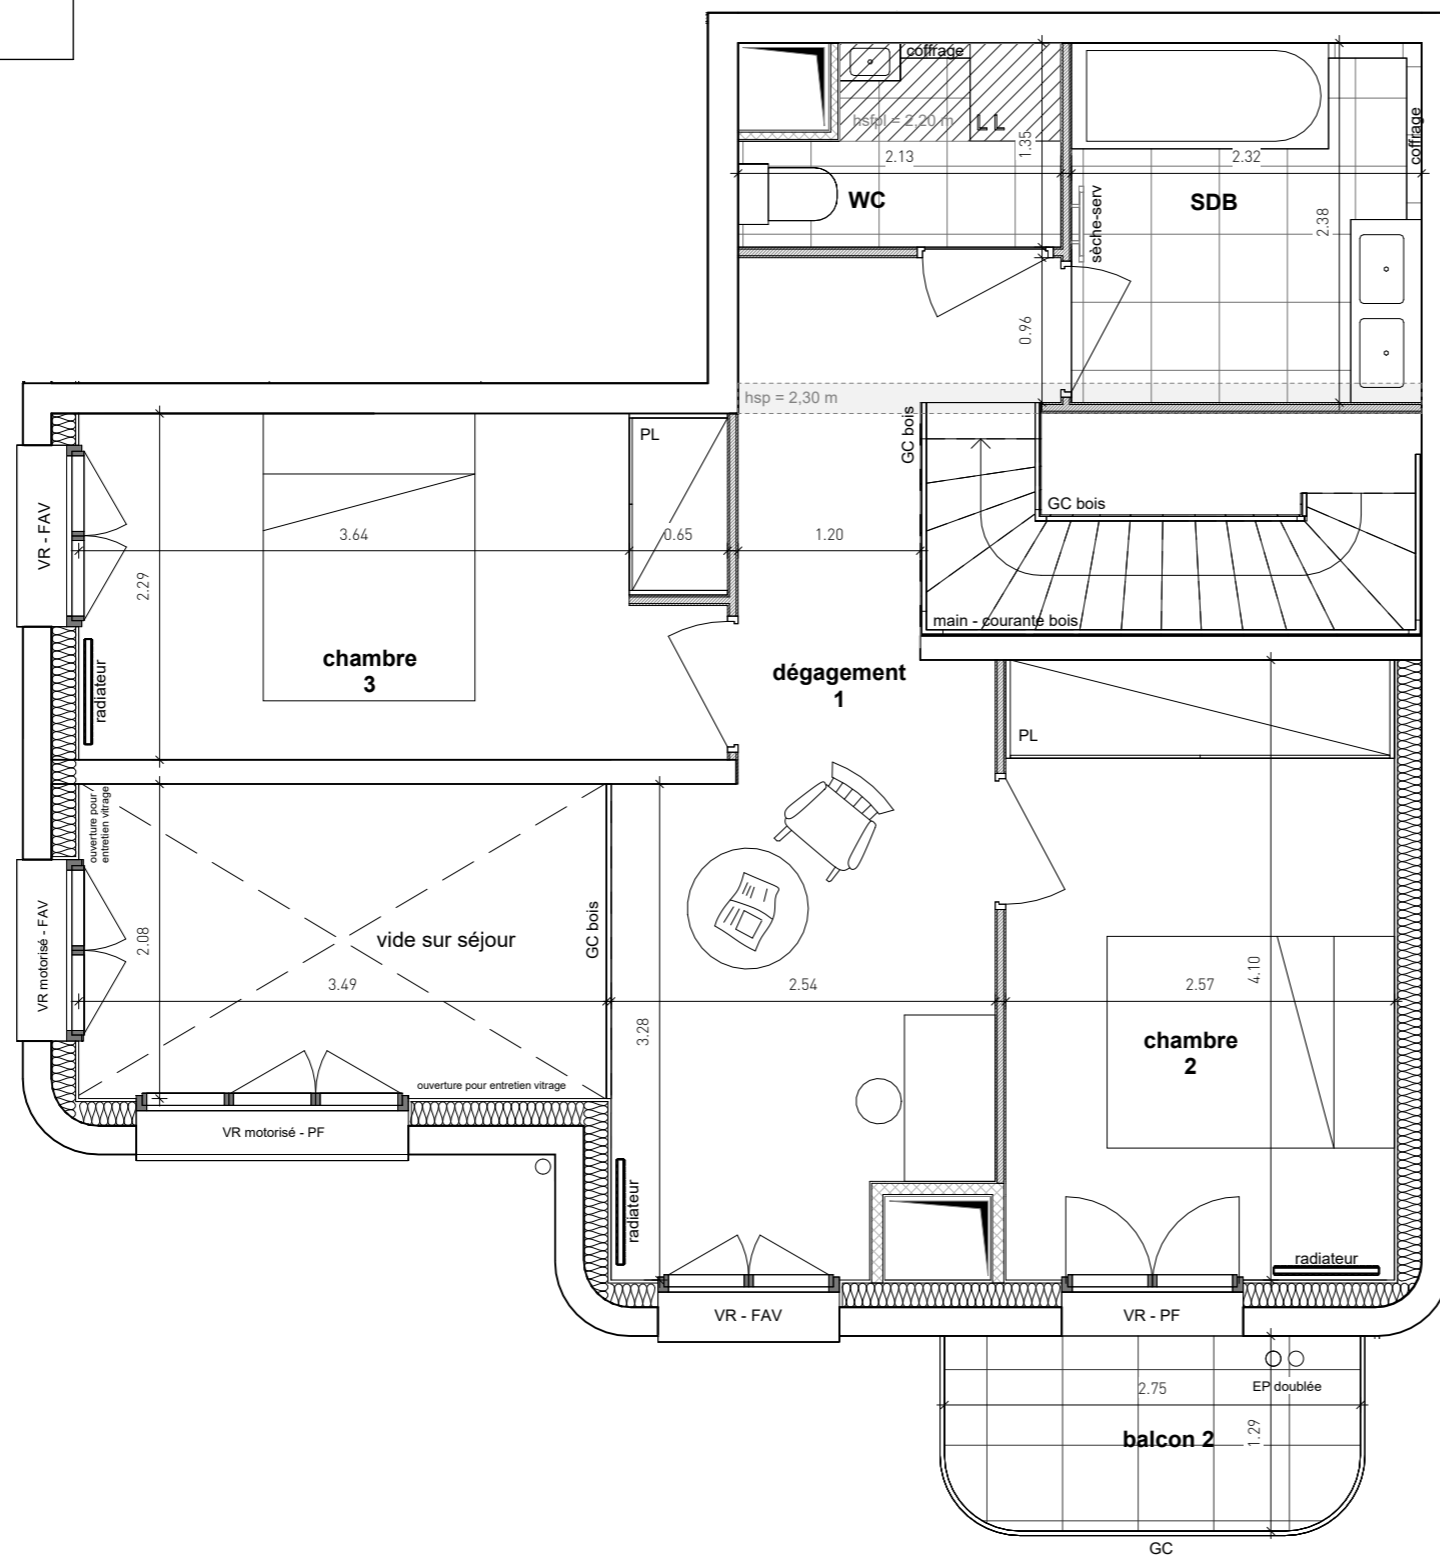 coffrage
hsfpl = 2,20 m
LL
1.35
2.13
WC
2.32
SDB
coffrage
sèche-serv
2.38
0.96
hsp = 2,30 m
GC bois
PL
GC bois
VR - FAV
3.64
0.65
1.20
2.29
main - courante bois
chambre
3
radiateur
dégagement
1
PL
ouverture pour
entretien vitrage
VR motorisé - FAV
2.08
vide sur séjour
GC bois
3.49
2.54
2.57
4.10
3.28
chambre
2
ouverture pour entretien vitrage
VR motorisé - PF
radiateur
radiateur
VR - FAV
VR - PF
EP doublée
2.75
1.29
balcon 2
GC